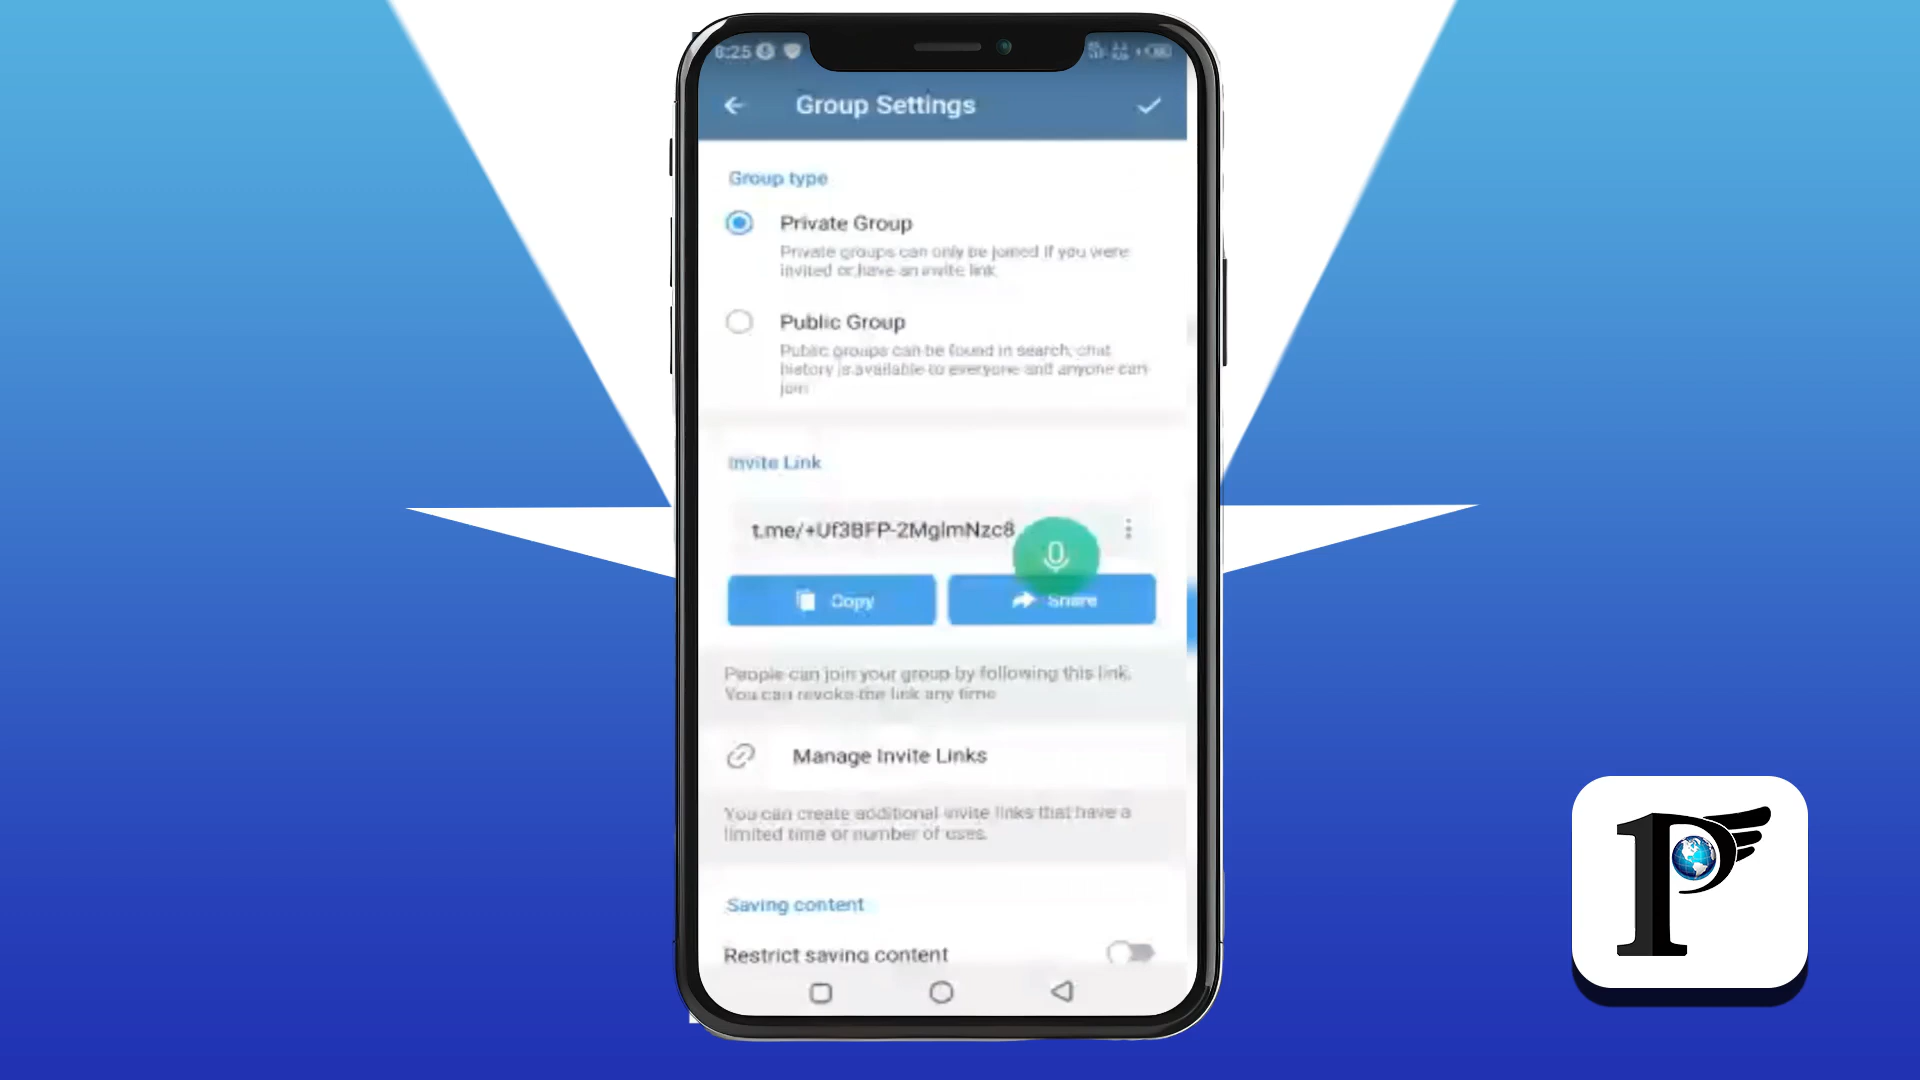 8:25
Group Settings
Group type
Private Group
Private groups can only be joined if you were
invited or have an invite link.
Public Group
Public groups can be found in search, chat
history is available to everyone and anyone can
join
Invite Link
t.me/+Uf3BFP-2MglmNzc8
Copy
Share
People can join your group by following this link.
You can revoke the link any time
Manage Invite Links
You can create additional invite links that have a
limited time or number of uses.
Saving content
Restrict saving content
P